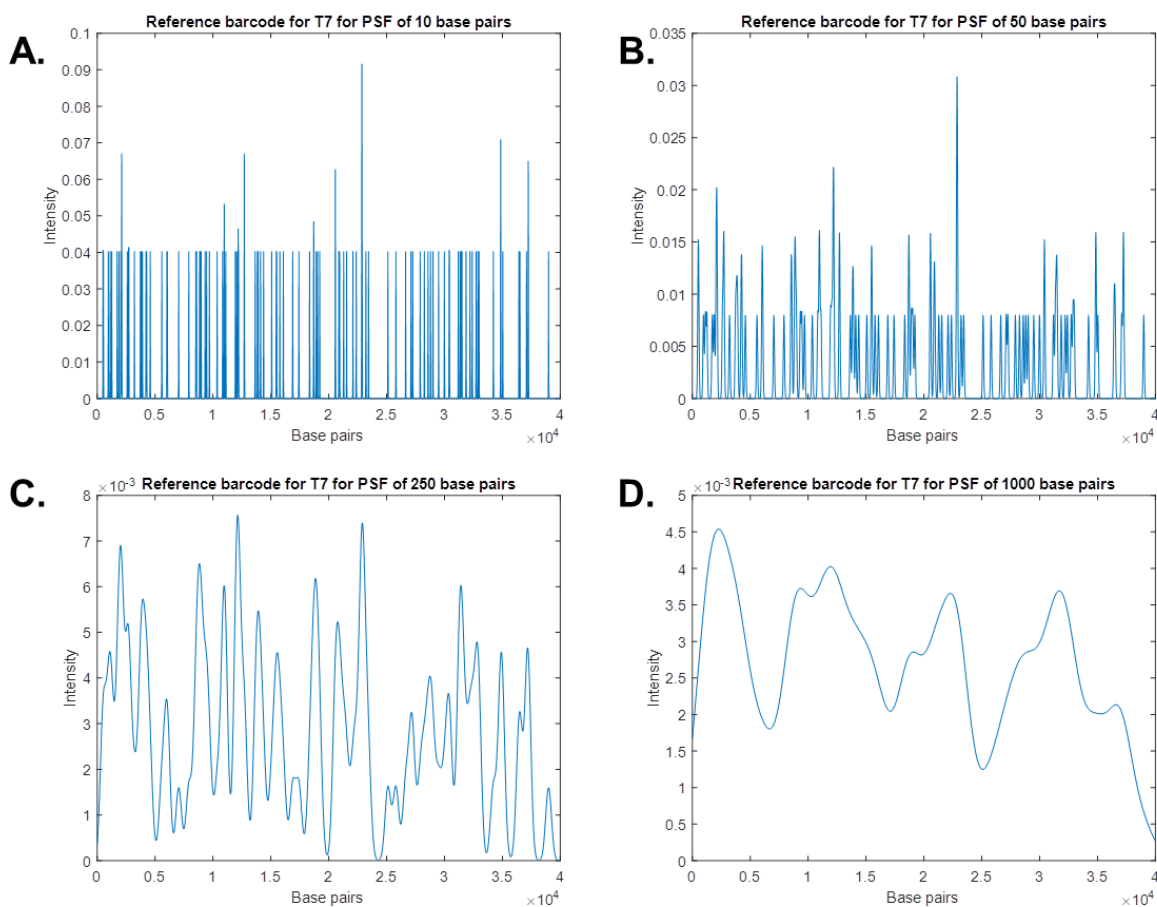 A.
Reference barcode for T7 for PSF of 10 base pairs
0.1
0.09
0.08
0.07
0.06
0.05
0.04
0.03
0.02
0.01
0
Intensity
0 0.5 1 1.5 2 2.5 3 3.5 4
Base pairs
×10^4
B.
Reference barcode for T7 for PSF of 50 base pairs
0.035
0.03
0.025
0.02
0.015
0.01
0.005
0
Intensity
0 0.5 1 1.5 2 2.5 3 3.5 4
Base pairs
×10^4
C.
×10^-3
Reference barcode for T7 for PSF of 250 base pairs
8
7
6
5
4
3
2
1
0
Intensity
0 0.5 1 1.5 2 2.5 3 3.5 4
Base pairs
×10^4
D.
×10^-3
Reference barcode for T7 for PSF of 1000 base pairs
5
4.5
4
3.5
3
2.5
2
1.5
1
0.5
0
Intensity
0 0.5 1 1.5 2 2.5 3 3.5 4
Base pairs
×10^4